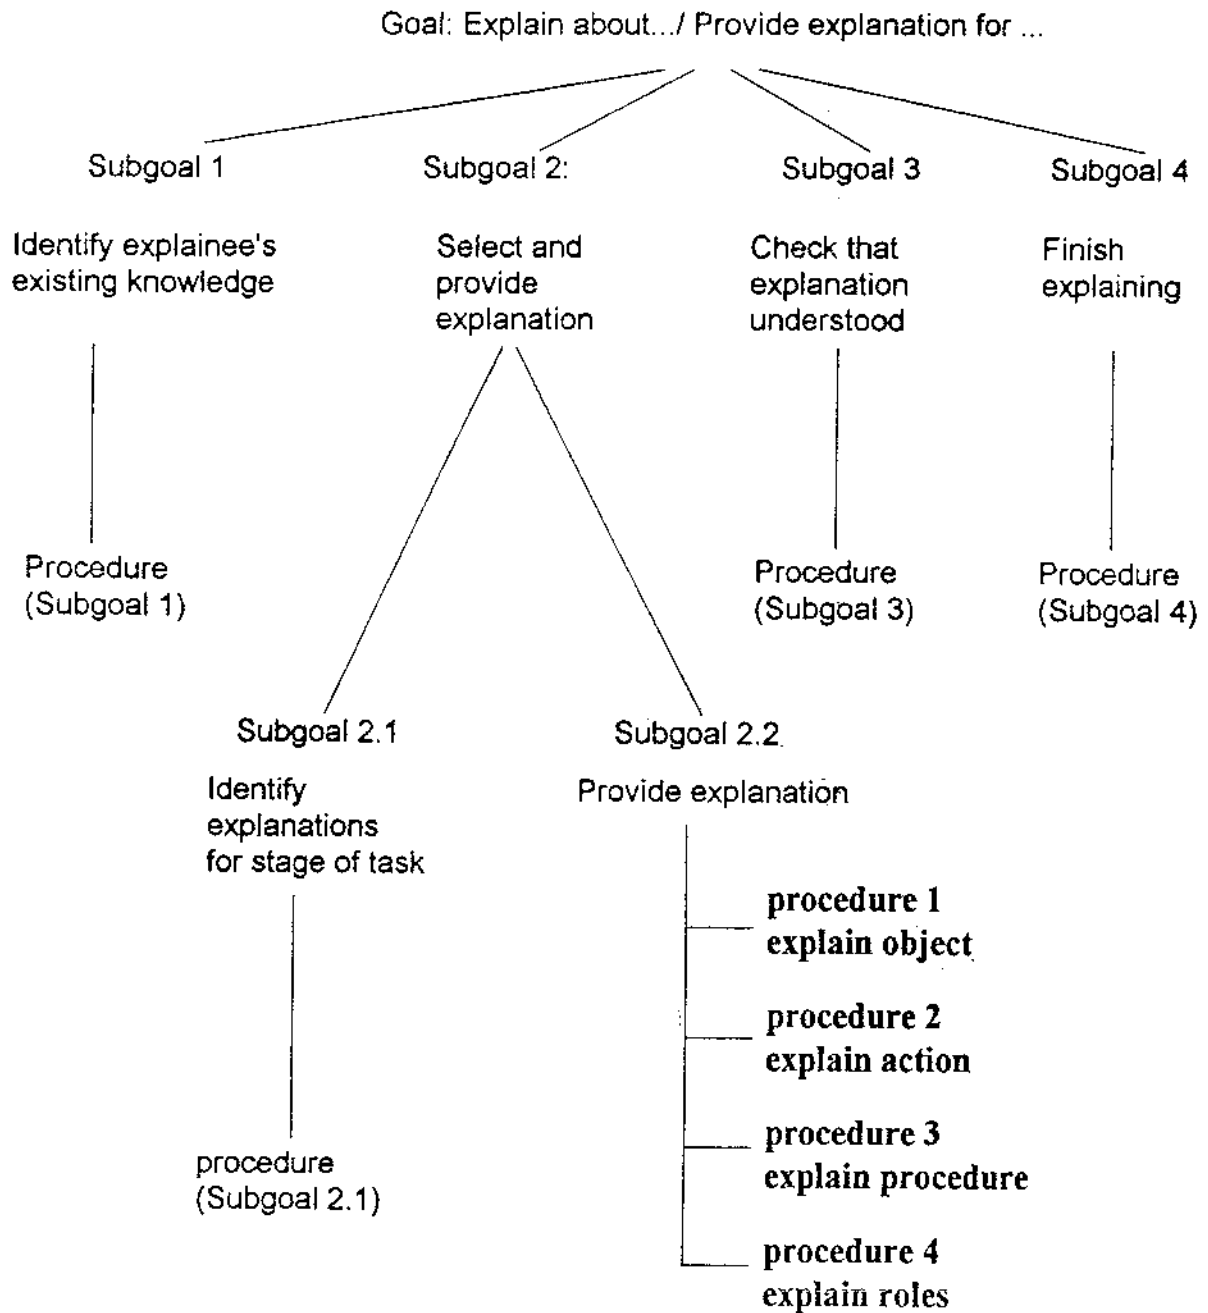 Goal: Explain about.../ Provide explanation for ...
Subgoal 1
Subgoal 2:
Subgoal 3
Subgoal 4
Identify explainee's
existing knowledge
Select and
provide
explanation
Check that
explanation
understood
Finish
explaining
Procedure
(Subgoal 1)
Procedure
(Subgoal 3)
Procedure
(Subgoal 4)
Subgoal 2.1
Subgoal 2.2
Identify
explanations
for stage of task
Provide explanation
procedure 1
explain object
procedure 2
explain action
procedure 3
explain procedure
procedure 4
explain roles
procedure
(Subgoal 2.1)